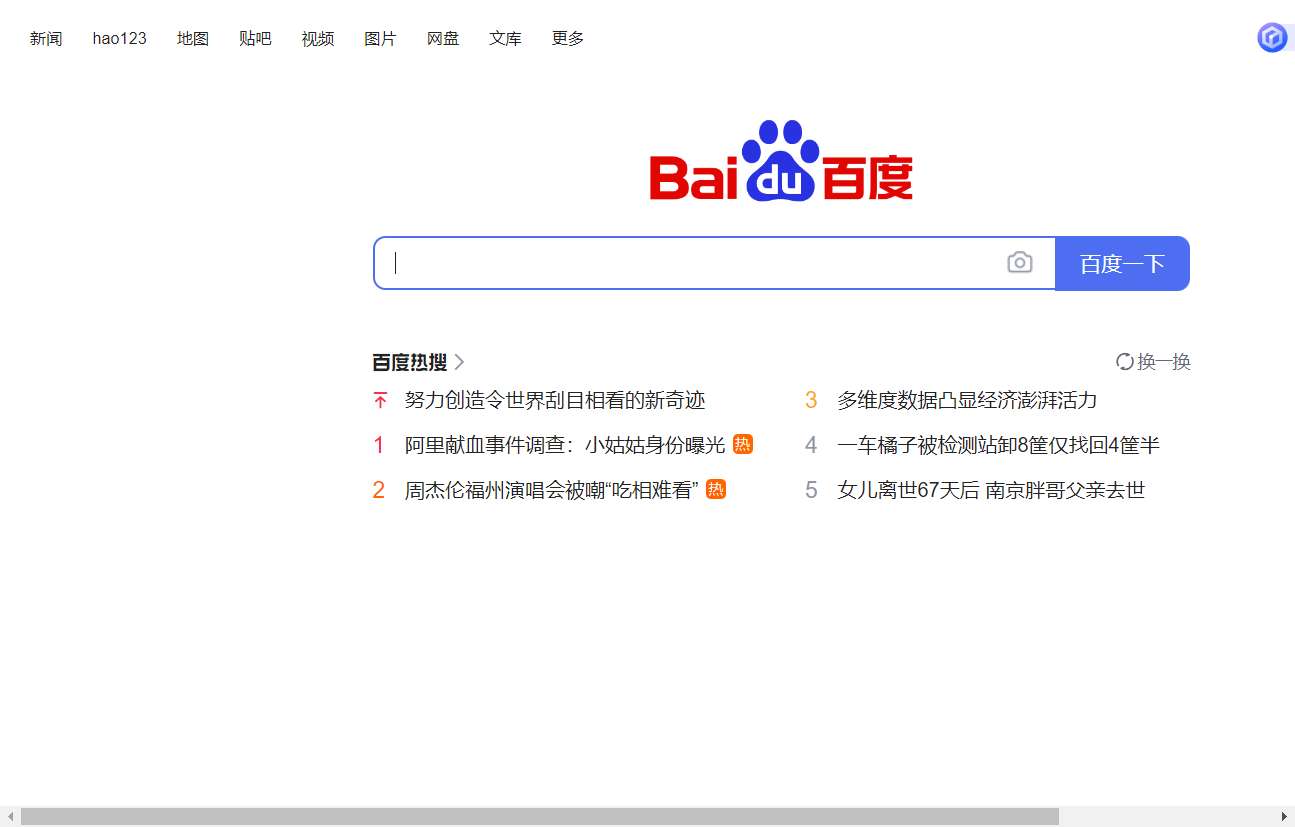 新闻 hao123 地图 贴吧 视频 图片 网盘 文库 更多
Bai du 百度
百度一下
百度热搜 换一换
努力创造令世界刮目相看的新奇迹
1 阿里献血事件调查：小姑姑身份曝光 热
2 周杰伦福州演唱会被嘲“吃相难看” 热
3 多维度数据凸显经济澎湃活力
4 一车橘子被检测站卸8筐仅找回4筐半
5 女儿离世67天后 南京胖哥父亲去世